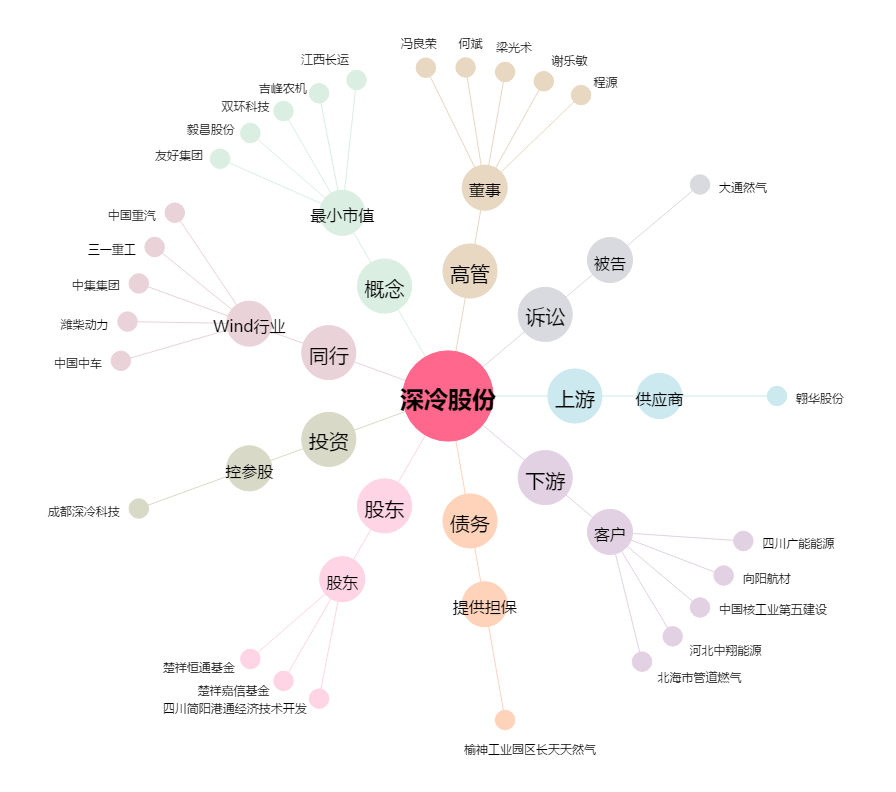 冯良荣
何斌
梁光术
谢乐敏
程源
江西长运
吉峰农机
双环科技
毅昌股份
友好集团
董事
大通燃气
最小市值
中国重汽
三一重工
中集集团
潍柴动力
中国中车
被告
高管
概念
诉讼
Wind行业
同行
深冷股份
上游
供应商
翱华股份
投资
控参股
成都深冷科技
下游
股东
债务
客户
四川广能能源
向阳航材
中国核工业第五建设
河北中翔能源
北海市管道燃气
股东
提供担保
楚祥恒通基金
楚祥嘉信基金
四川简阳港通经济技术开发
榆神工业园区长天天然气